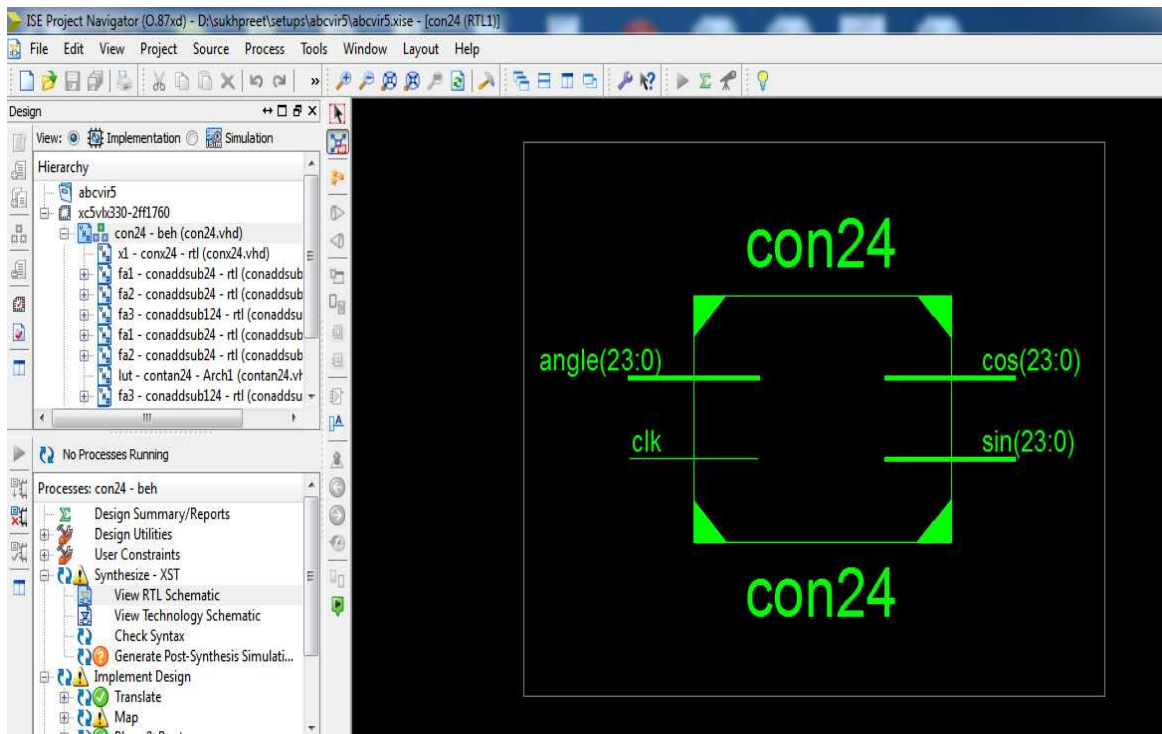 ISE Project Navigator (O.87xd) - D:\sukhpreet\setups\abcvir5\abcvir5.xise - [con24 (RTL1)]
File Edit View Project Source Process Tools Window Layout Help
»
Design
View: Implementation Simulation
Hierarchy
abcvir5
xc5vlx330-2ff1760
con24 - beh (con24.vhd)
x1 - conx24 - rtl (conx24.vhd)
fa1 - conaddsub24 - rtl (conaddsub
fa2 - conaddsub24 - rtl (conaddsub
fa3 - conaddsub124 - rtl (conaddsu
fa1 - conaddsub24 - rtl (conaddsub
fa2 - conaddsub24 - rtl (conaddsub
lut - contan24 - Arch1 (contan24.vh
fa3 - conaddsub124 - rtl (conaddsu
No Processes Running
Processes: con24 - beh
Design Summary/Reports
Design Utilities
User Constraints
Synthesize - XST
View RTL Schematic
View Technology Schematic
Check Syntax
Generate Post-Synthesis Simulati...
Implement Design
Translate
Map
con24
angle(23:0)
cos(23:0)
clk
sin(23:0)
con24